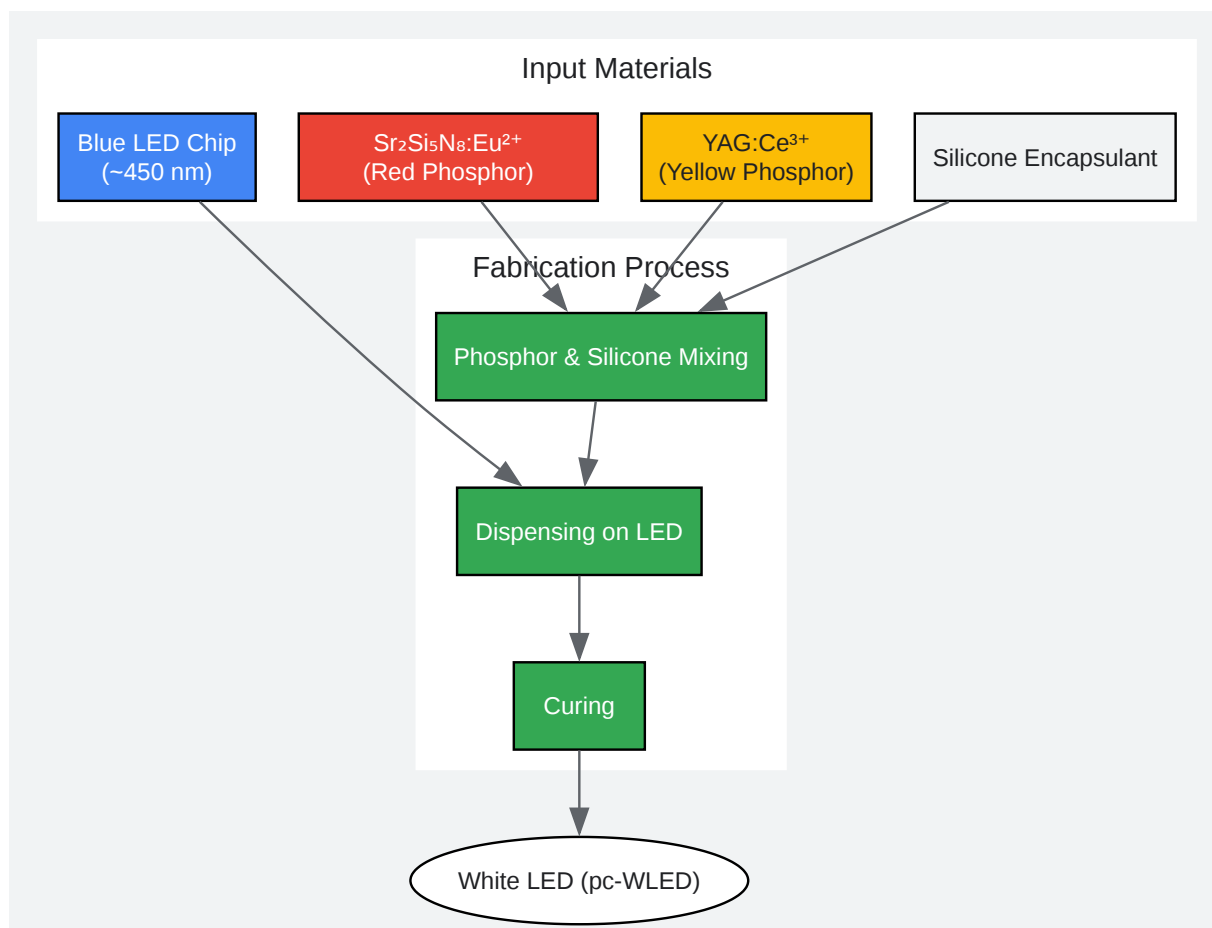 Input Materials
Blue LED Chip
(~450 nm)
Sr₂Si₅N₈:Eu²⁺
(Red Phosphor)
YAG:Ce³⁺
(Yellow Phosphor)
Silicone Encapsulant
Fabrication Process
Phosphor & Silicone Mixing
Dispensing on LED
Curing
White LED (pc-WLED)